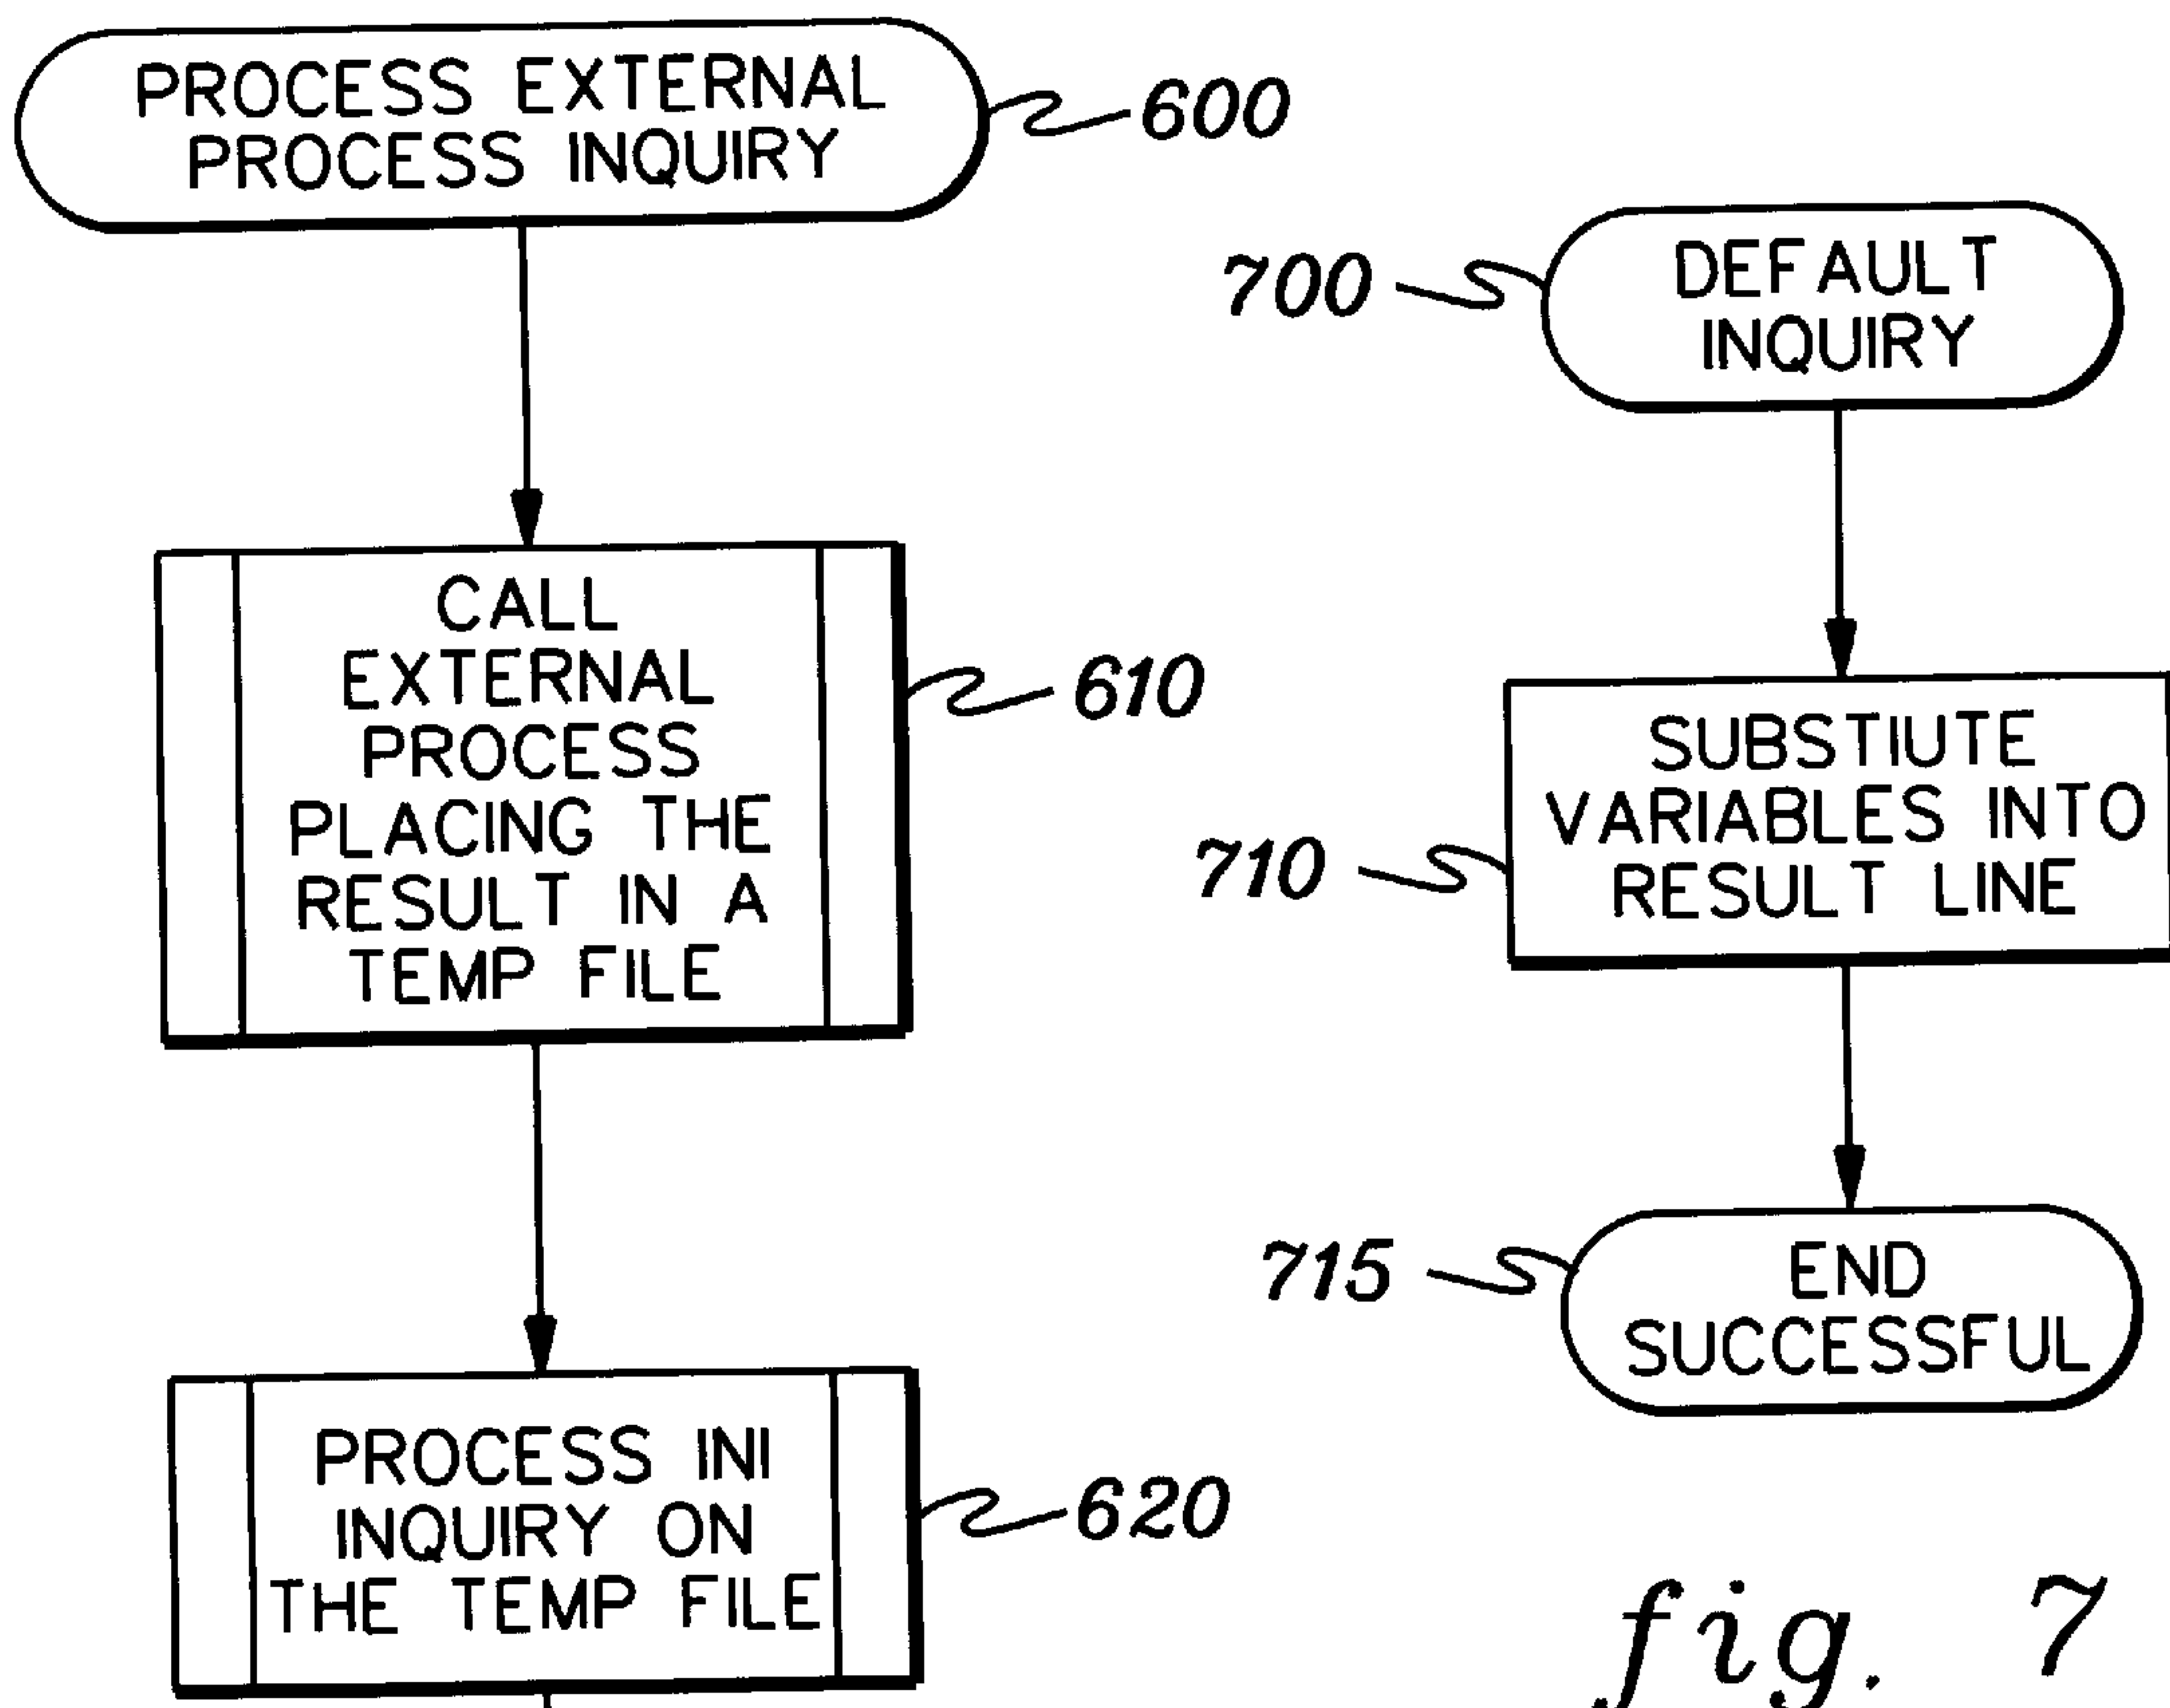 PROCESS EXTERNAL
PROCESS INQUIRY
600
CALL
EXTERNAL
PROCESS
PLACING THE
RESULT IN A
TEMP FILE
610
PROCESS INI
INQUIRY ON
THE TEMP FILE
620
700
DEFAULT
INQUIRY
SUBSTIUTE
VARIABLES INTO
RESULT LINE
710
715
END
SUCCESSFUL
fig. 7